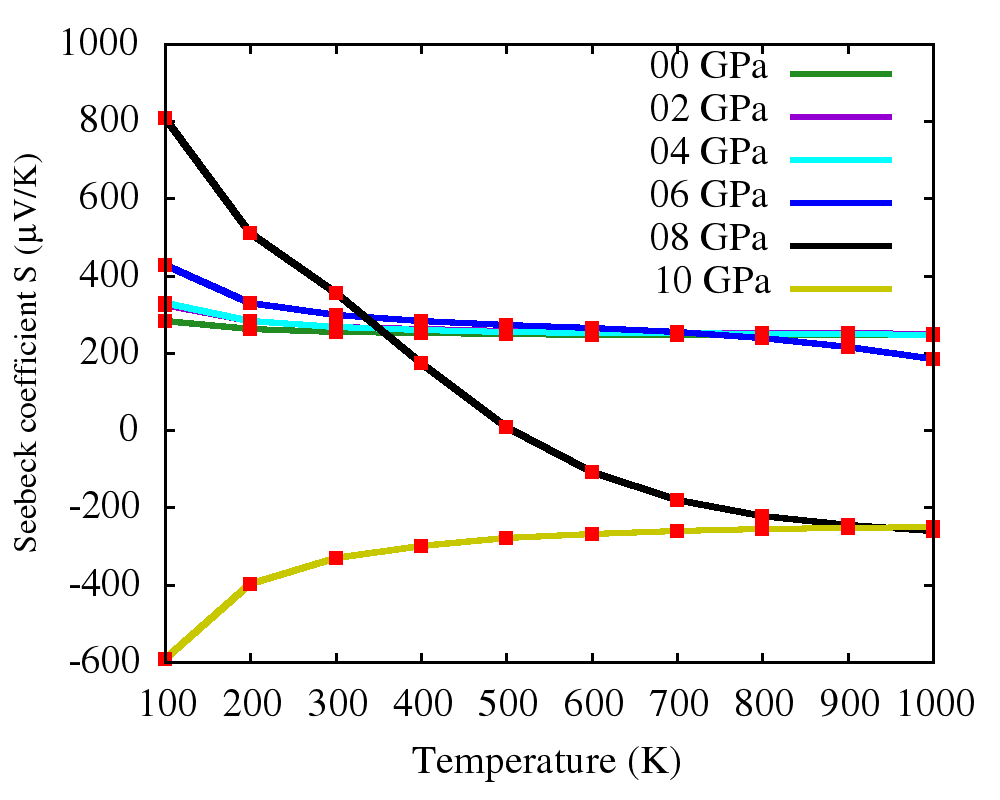 1000
800
600
400
200
0
-200
-400
-600
100 200 300 400 500 600 700 800 900 1000
Seebeck coefficient S (µV/K)
Temperature (K)
00 GPa
02 GPa
04 GPa
06 GPa
08 GPa
10 GPa